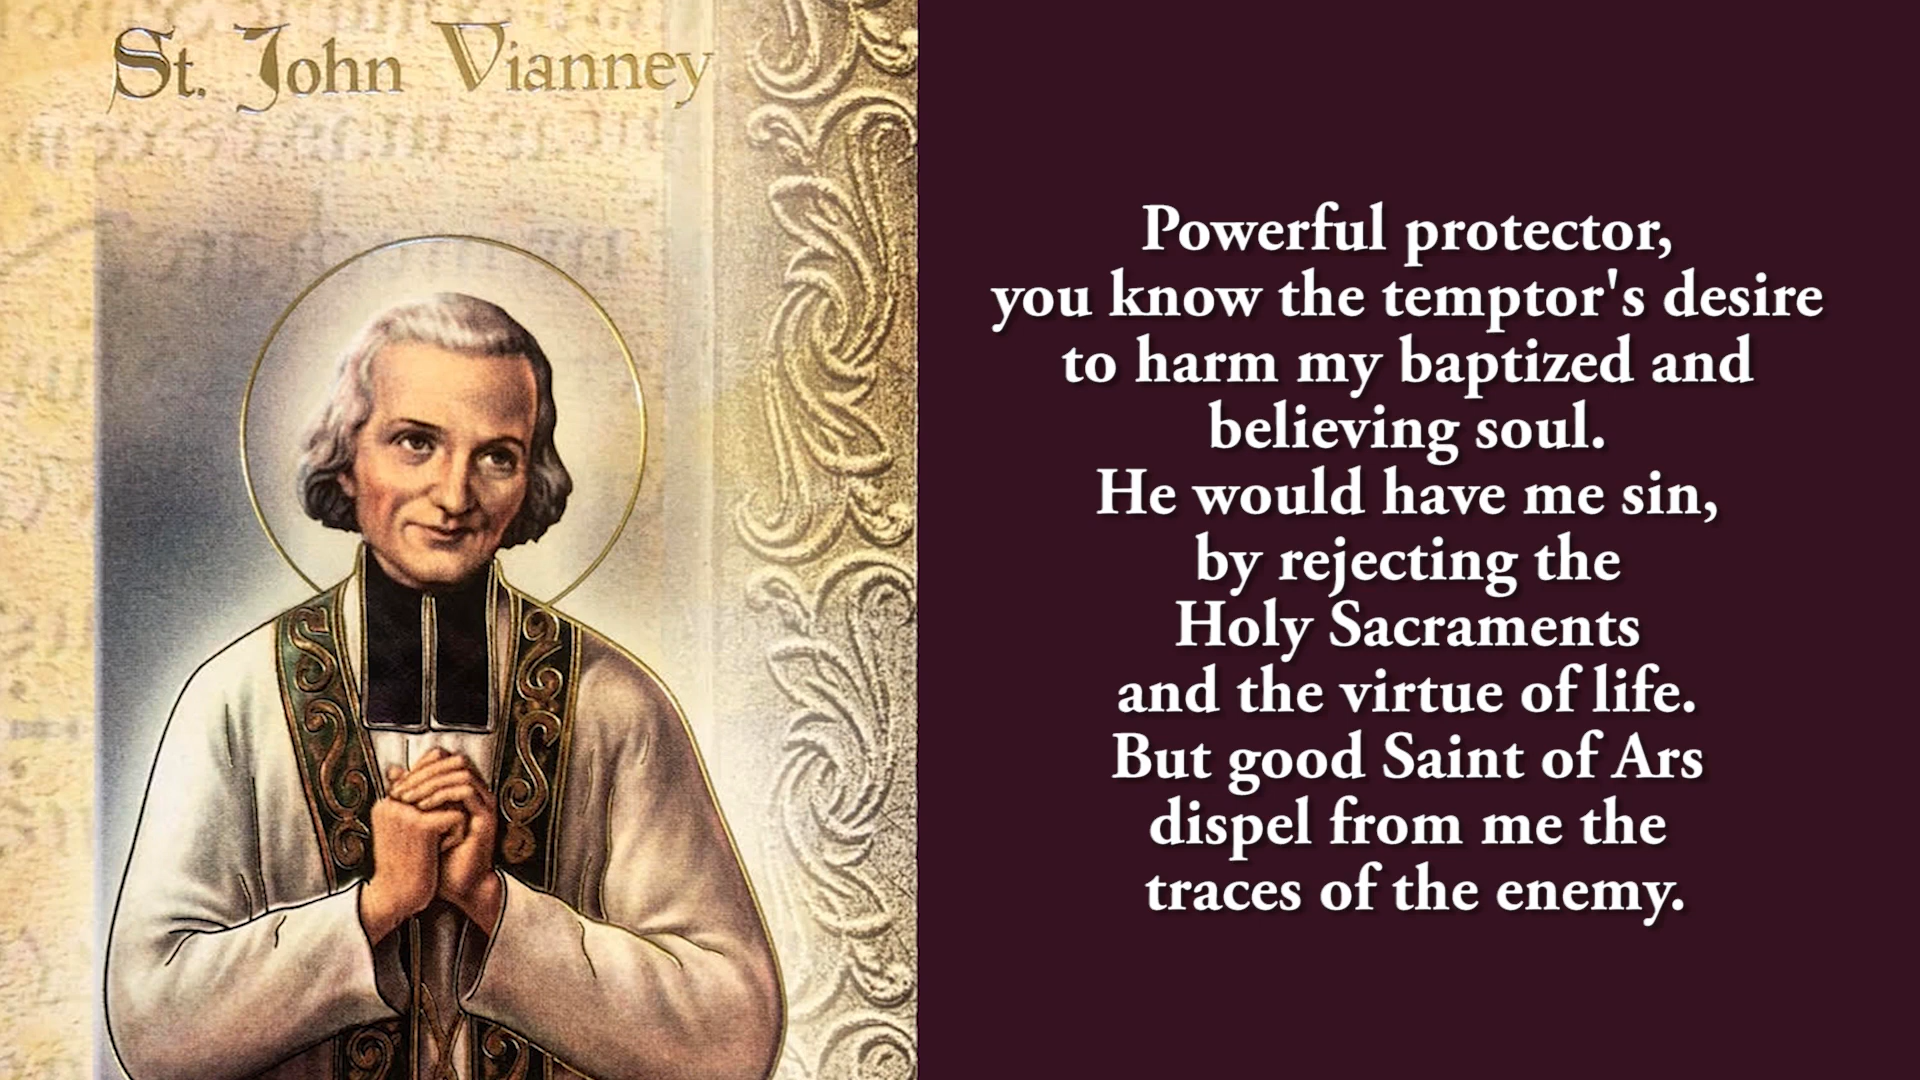 St. John Vianney
Powerful protector,
you know the temptor's desire
to harm my baptized and
believing soul.
He would have me sin,
by rejecting the
Holy Sacraments
and the virtue of life.
But good Saint of Ars
dispel from me the
traces of the enemy.